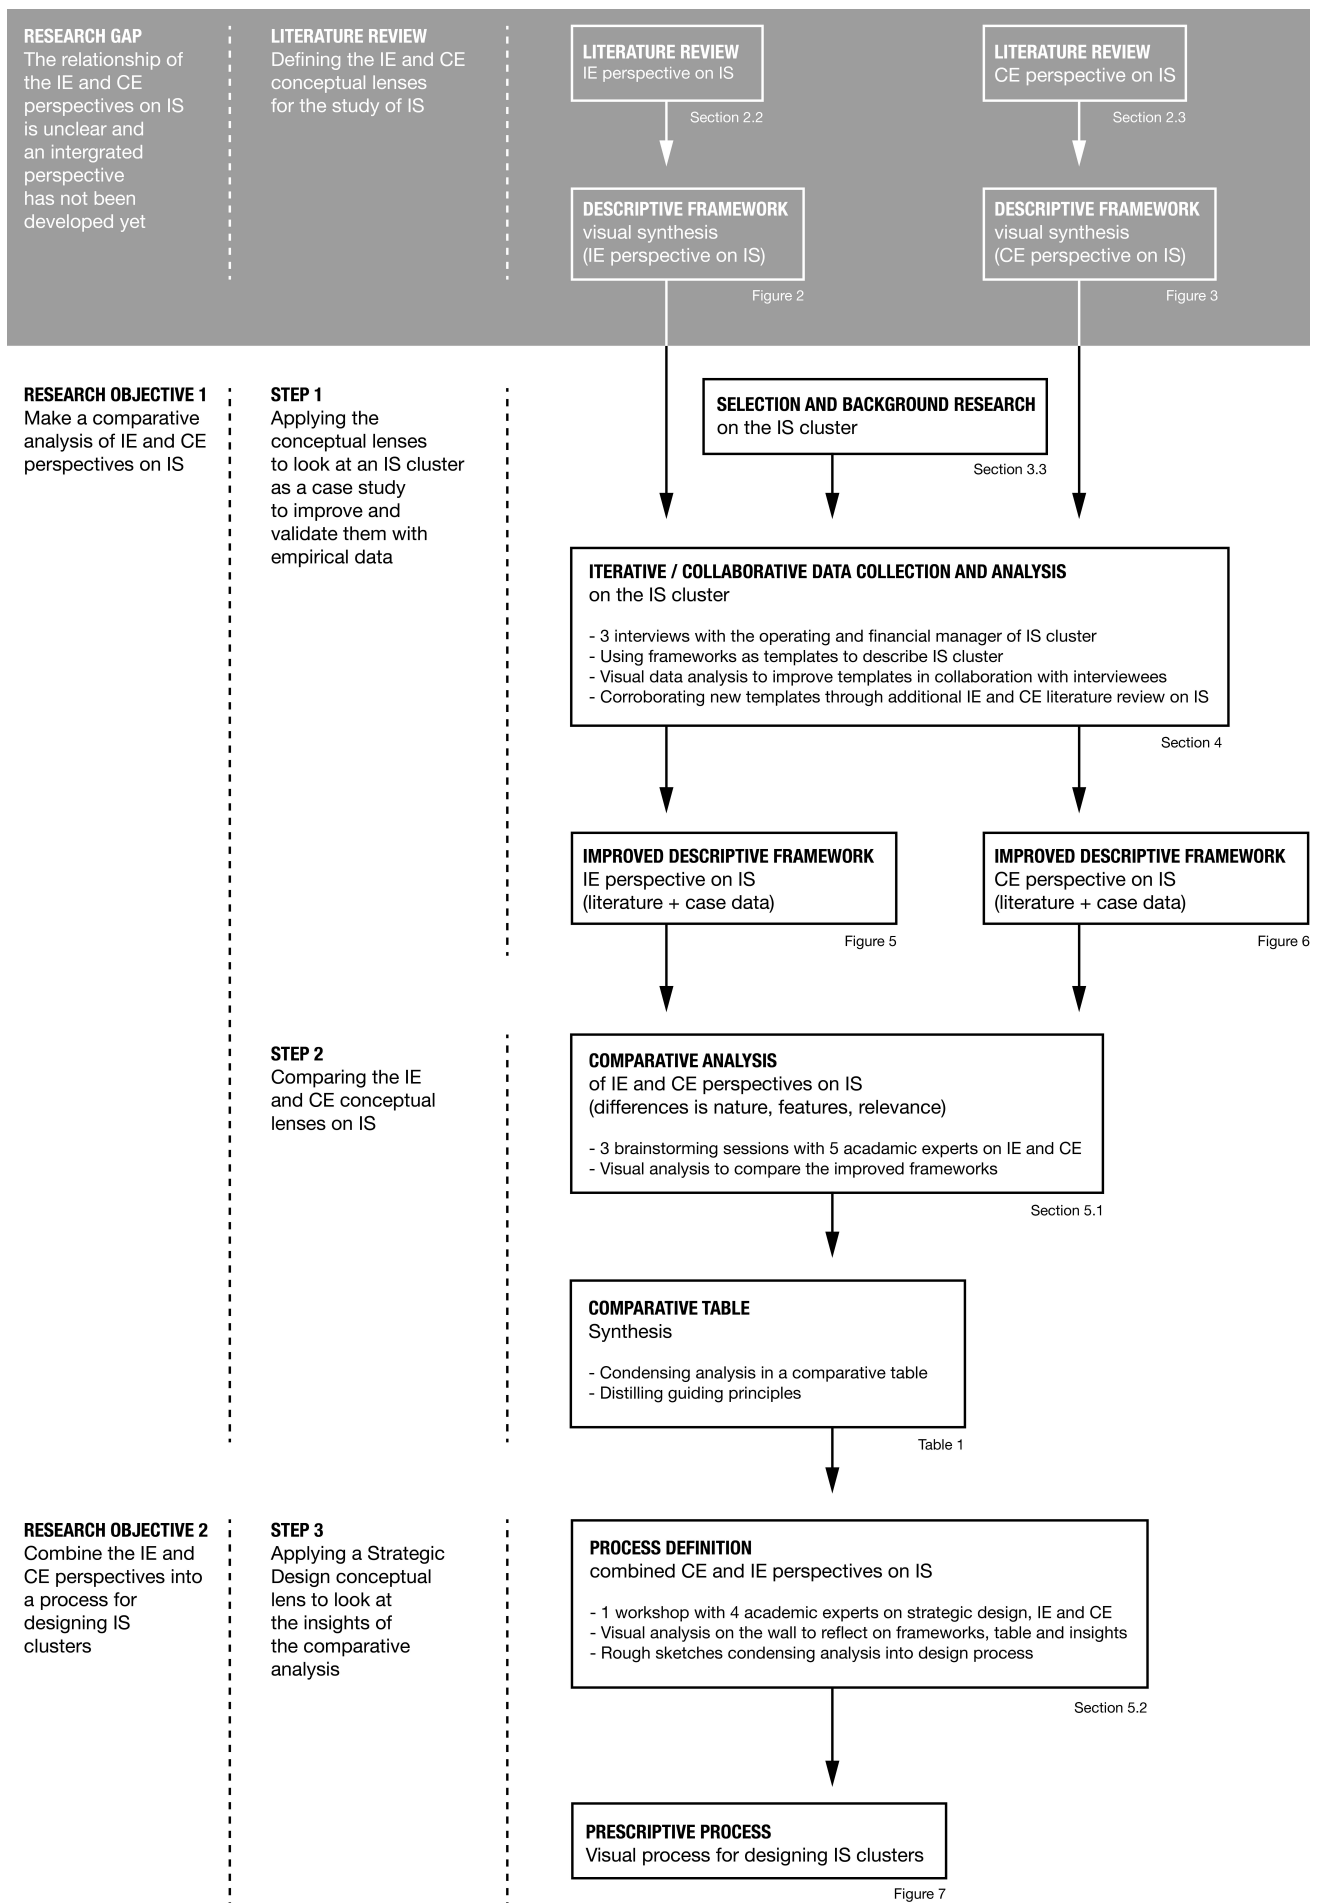 RESEARCH GAP
The relationship of
the IE and CE
perspectives on IS
is unclear and
an intergrated
perspective
has not been
developed yet
LITERATURE REVIEW
Defining the IE and CE
conceptual lenses
for the study of IS
LITERATURE REVIEW
IE perspective on IS
Section 2.2
LITERATURE REVIEW
CE perspective on IS
Section 2.3
DESCRIPTIVE FRAMEWORK
visual synthesis
(IE perspective on IS)
Figure 2
DESCRIPTIVE FRAMEWORK
visual synthesis
(CE perspective on IS)
Figure 3
RESEARCH OBJECTIVE 1
Make a comparative
analysis of IE and CE
perspectives on IS
STEP 1
Applying the
conceptual lenses
to look at an IS cluster
as a case study
to improve and
validate them with
empirical data
SELECTION AND BACKGROUND RESEARCH
on the IS cluster
Section 3.3
ITERATIVE / COLLABORATIVE DATA COLLECTION AND ANALYSIS
on the IS cluster
- 3 interviews with the operating and financial manager of IS cluster
- Using frameworks as templates to describe IS cluster
- Visual data analysis to improve templates in collaboration with interviewees
- Corroborating new templates through additional IE and CE literature review on IS
Section 4
IMPROVED DESCRIPTIVE FRAMEWORK
IE perspective on IS
(literature + case data)
Figure 5
IMPROVED DESCRIPTIVE FRAMEWORK
CE perspective on IS
(literature + case data)
Figure 6
STEP 2
Comparing the IE
and CE conceptual
lenses on IS
COMPARATIVE ANALYSIS
of IE and CE perspectives on IS
(differences is nature, features, relevance)
- 3 brainstorming sessions with 5 acadamic experts on IE and CE
- Visual analysis to compare the improved frameworks
Section 5.1
COMPARATIVE TABLE
Synthesis
- Condensing analysis in a comparative table
- Distilling guiding principles
Table 1
RESEARCH OBJECTIVE 2
Combine the IE and
CE perspectives into
a process for
designing IS
clusters
STEP 3
Applying a Strategic
Design conceptual
lens to look at
the insights of
the comparative
analysis
PROCESS DEFINITION
combined CE and IE perspectives on IS
- 1 workshop with 4 academic experts on strategic design, IE and CE
- Visual analysis on the wall to reflect on frameworks, table and insights
- Rough sketches condensing analysis into design process
Section 5.2
PRESCRIPTIVE PROCESS
Visual process for designing IS clusters
Figure 7